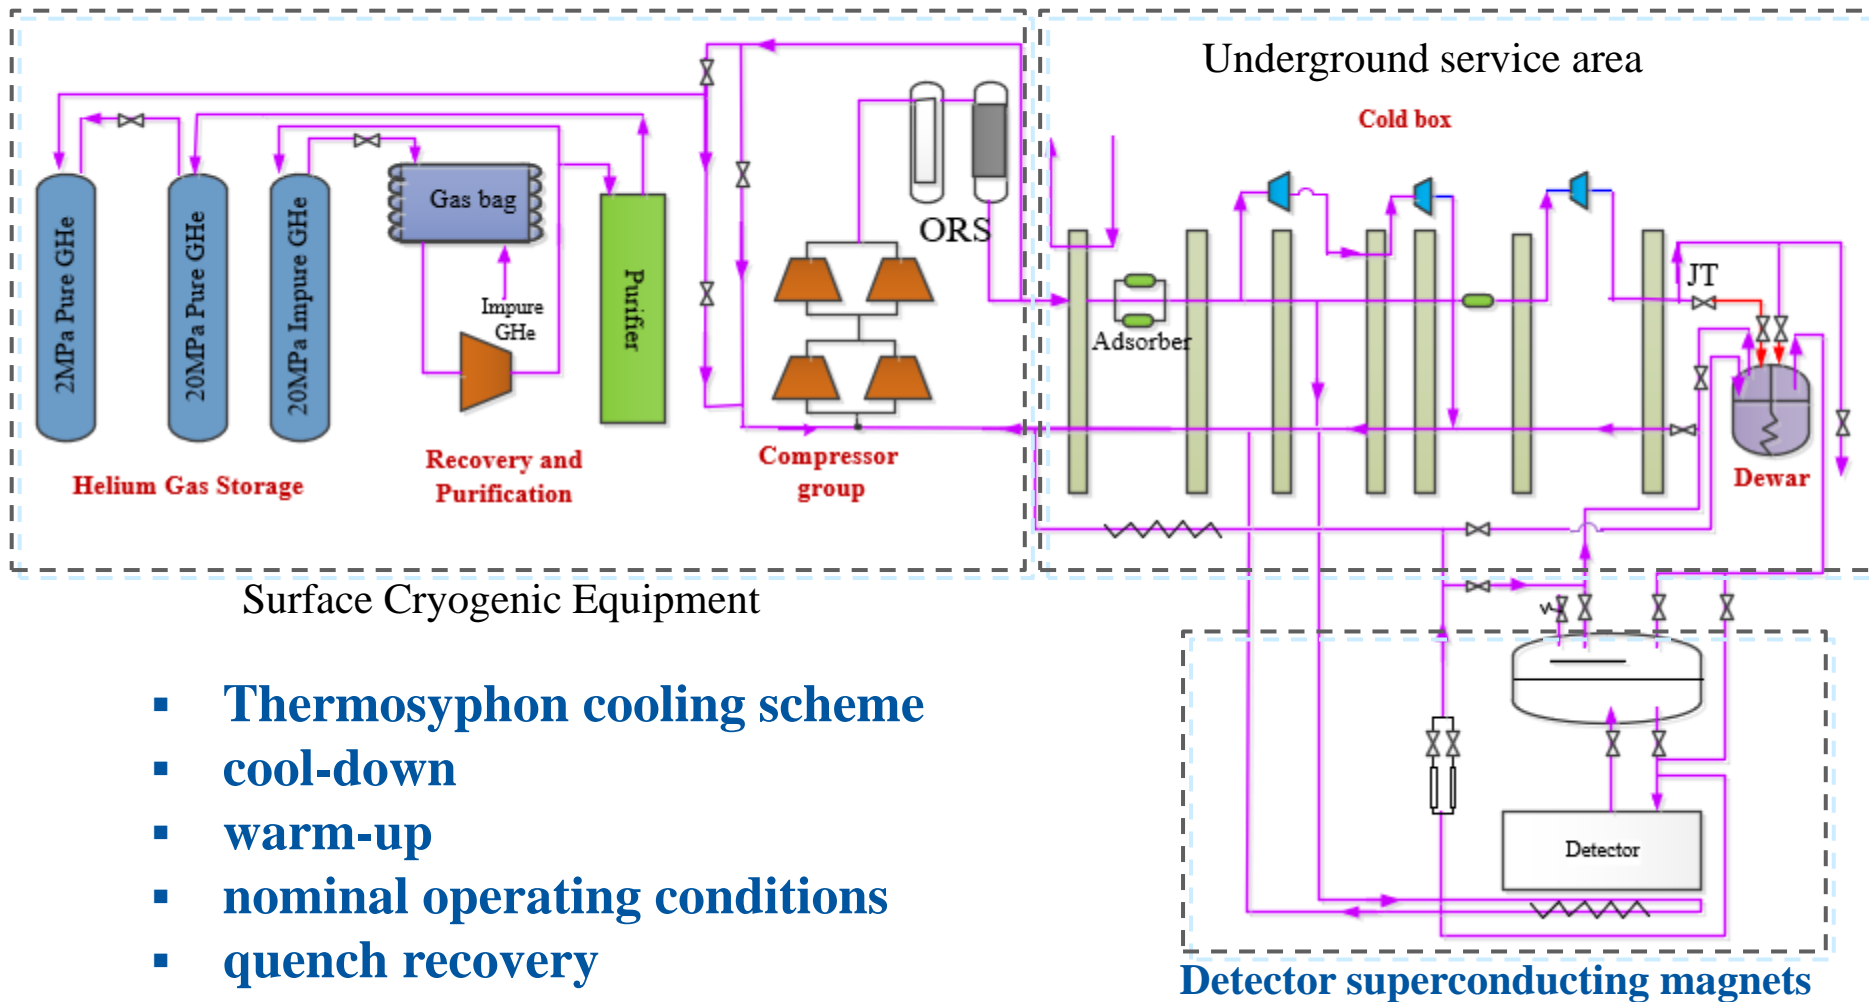 Underground service area
Cold box
Gas bag
ORS
2MPa Pure GHe
20MPa Pure GHe
20MPa Impure GHe
Impure
GHe
Purifier
JT
Adsorber
Helium Gas Storage
Recovery and
Purification
Compressor
group
Dewar
Surface Cryogenic Equipment
▪ Thermosyphon cooling scheme
▪ cool-down
▪ warm-up
▪ nominal operating conditions
▪ quench recovery
Detector
Detector superconducting magnets